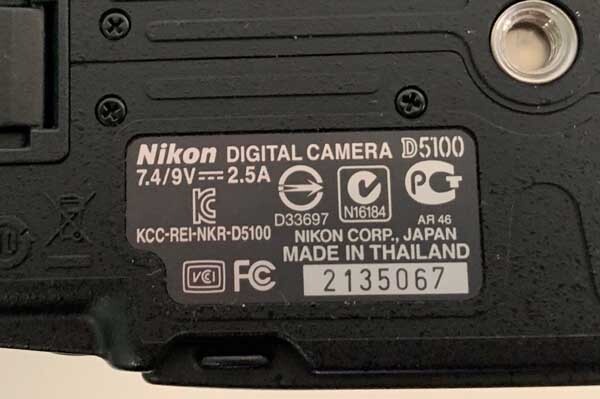 Nikon DIGITAL CAMERA D5100
7.4/9V⎓2.5A
KCC-REI-NKR-D5100
D33697
N16184
AR 46
NIKON CORP., JAPAN
MADE IN THAILAND
VCI FC
2135067
10